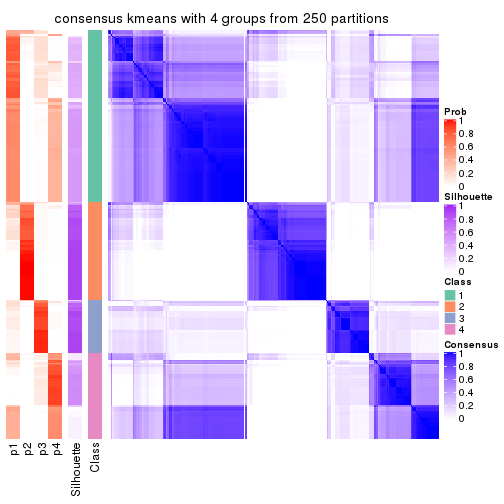 consensus kmeans with 4 groups from 250 partitions
Prob
1
0.8
0.6
0.4
0.2
0
Silhouette
1
0.8
0.6
0.4
0.2
0
Class
1
2
3
4
Consensus
1
0.8
0.6
0.4
0.2
0
p1
p2
p3
p4
Silhouette
Class